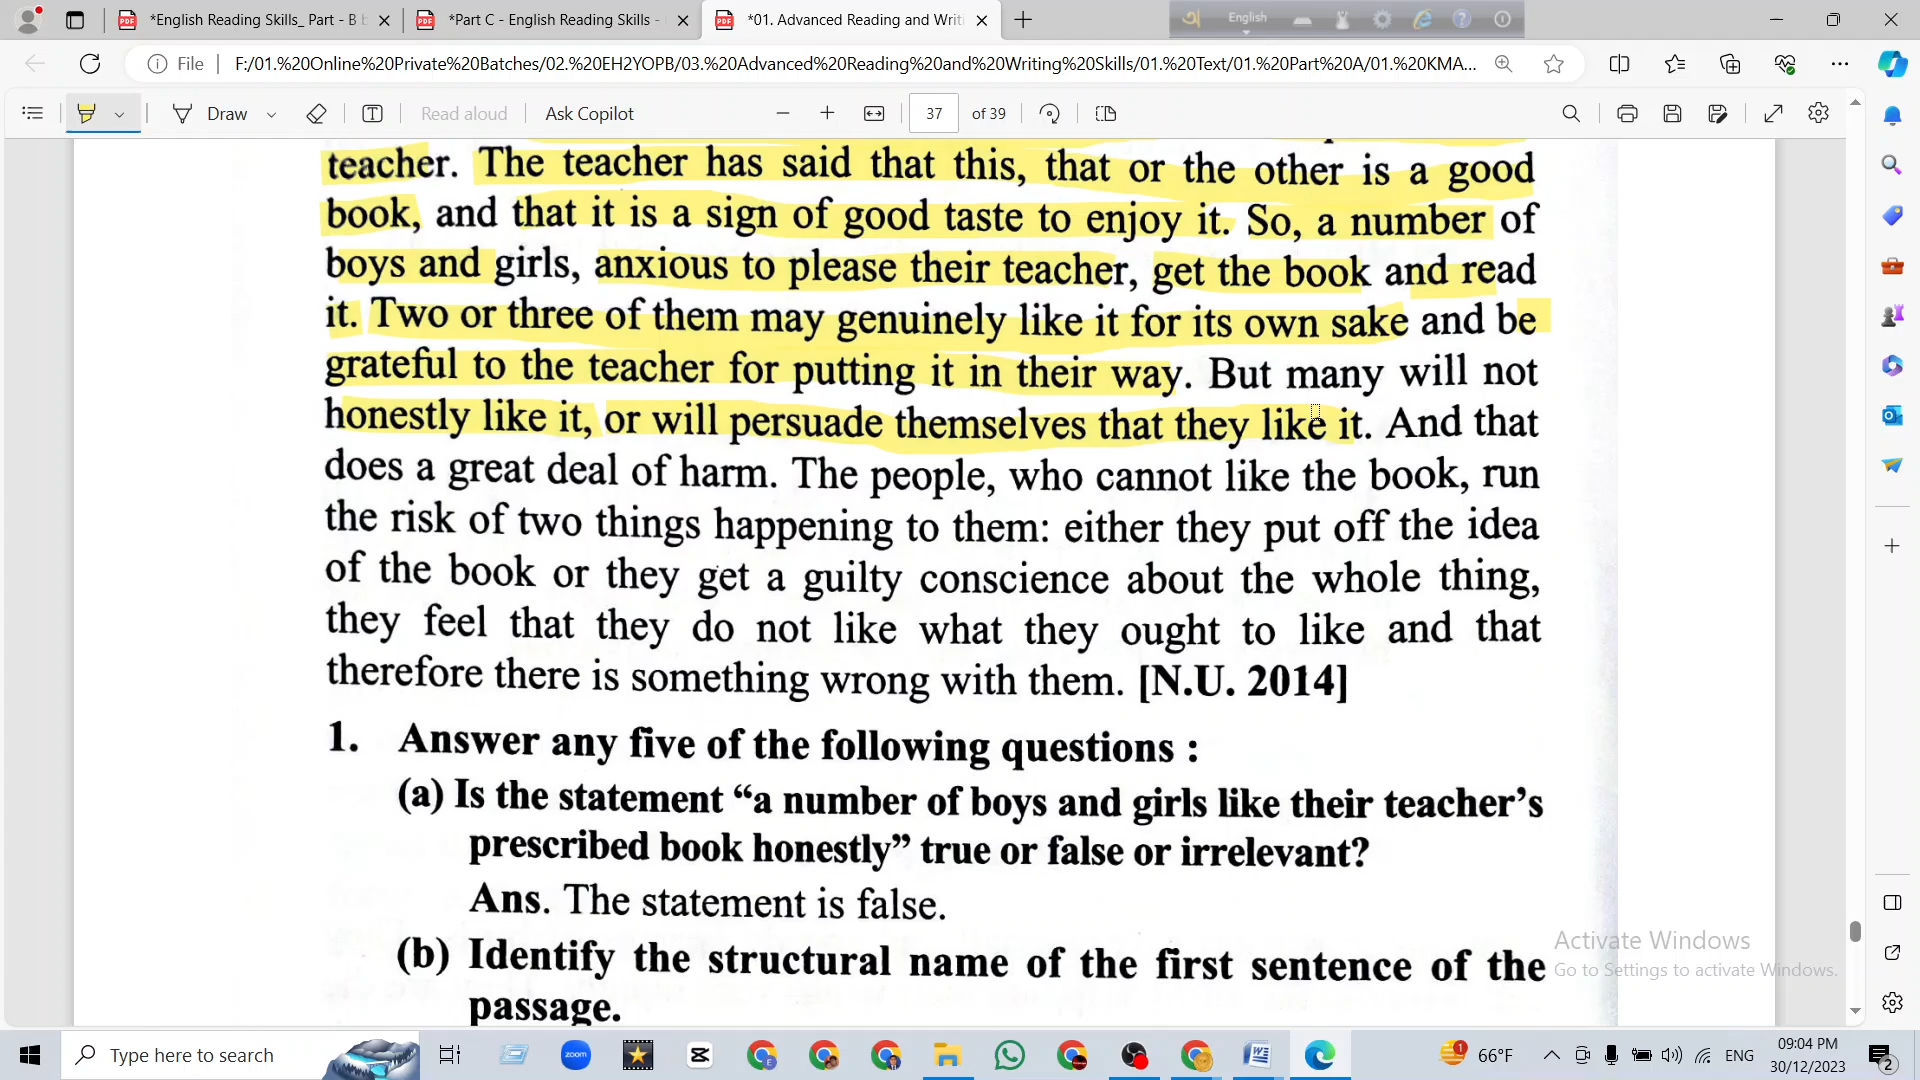 *English Reading Skills_ Part - B b
*Part C - English Reading Skills -
*01. Advanced Reading and Writi
English
File
F:/01.%20Online%20Private%20Batches/02.%20EH2YOPB/03.%20Advanced%20Reading%20and%20Writing%20Skills/01.%20Text/01.%20Part%20A/01.%20KMA...
Draw
Read aloud
Ask Copilot
37 of 39
teacher. The teacher has said that this, that or the other is a good
book, and that it is a sign of good taste to enjoy it. So, a number of
boys and girls, anxious to please their teacher, get the book and read
it. Two or three of them may genuinely like it for its own sake and be
grateful to the teacher for putting it in their way. But many will not
honestly like it, or will persuade themselves that they like it. And that
does a great deal of harm. The people, who cannot like the book, run
the risk of two things happening to them: either they put off the idea
of the book or they get a guilty conscience about the whole thing,
they feel that they do not like what they ought to like and that
therefore there is something wrong with them. [N.U. 2014]
1. Answer any five of the following questions :
(a) Is the statement “a number of boys and girls like their teacher’s
prescribed book honestly” true or false or irrelevant?
Ans. The statement is false.
(b) Identify the structural name of the first sentence of the
passage.
Activate Windows
Go to Settings to activate Windows.
Type here to search
zoom
1
66°F
ENG
09:04 PM
30/12/2023
2